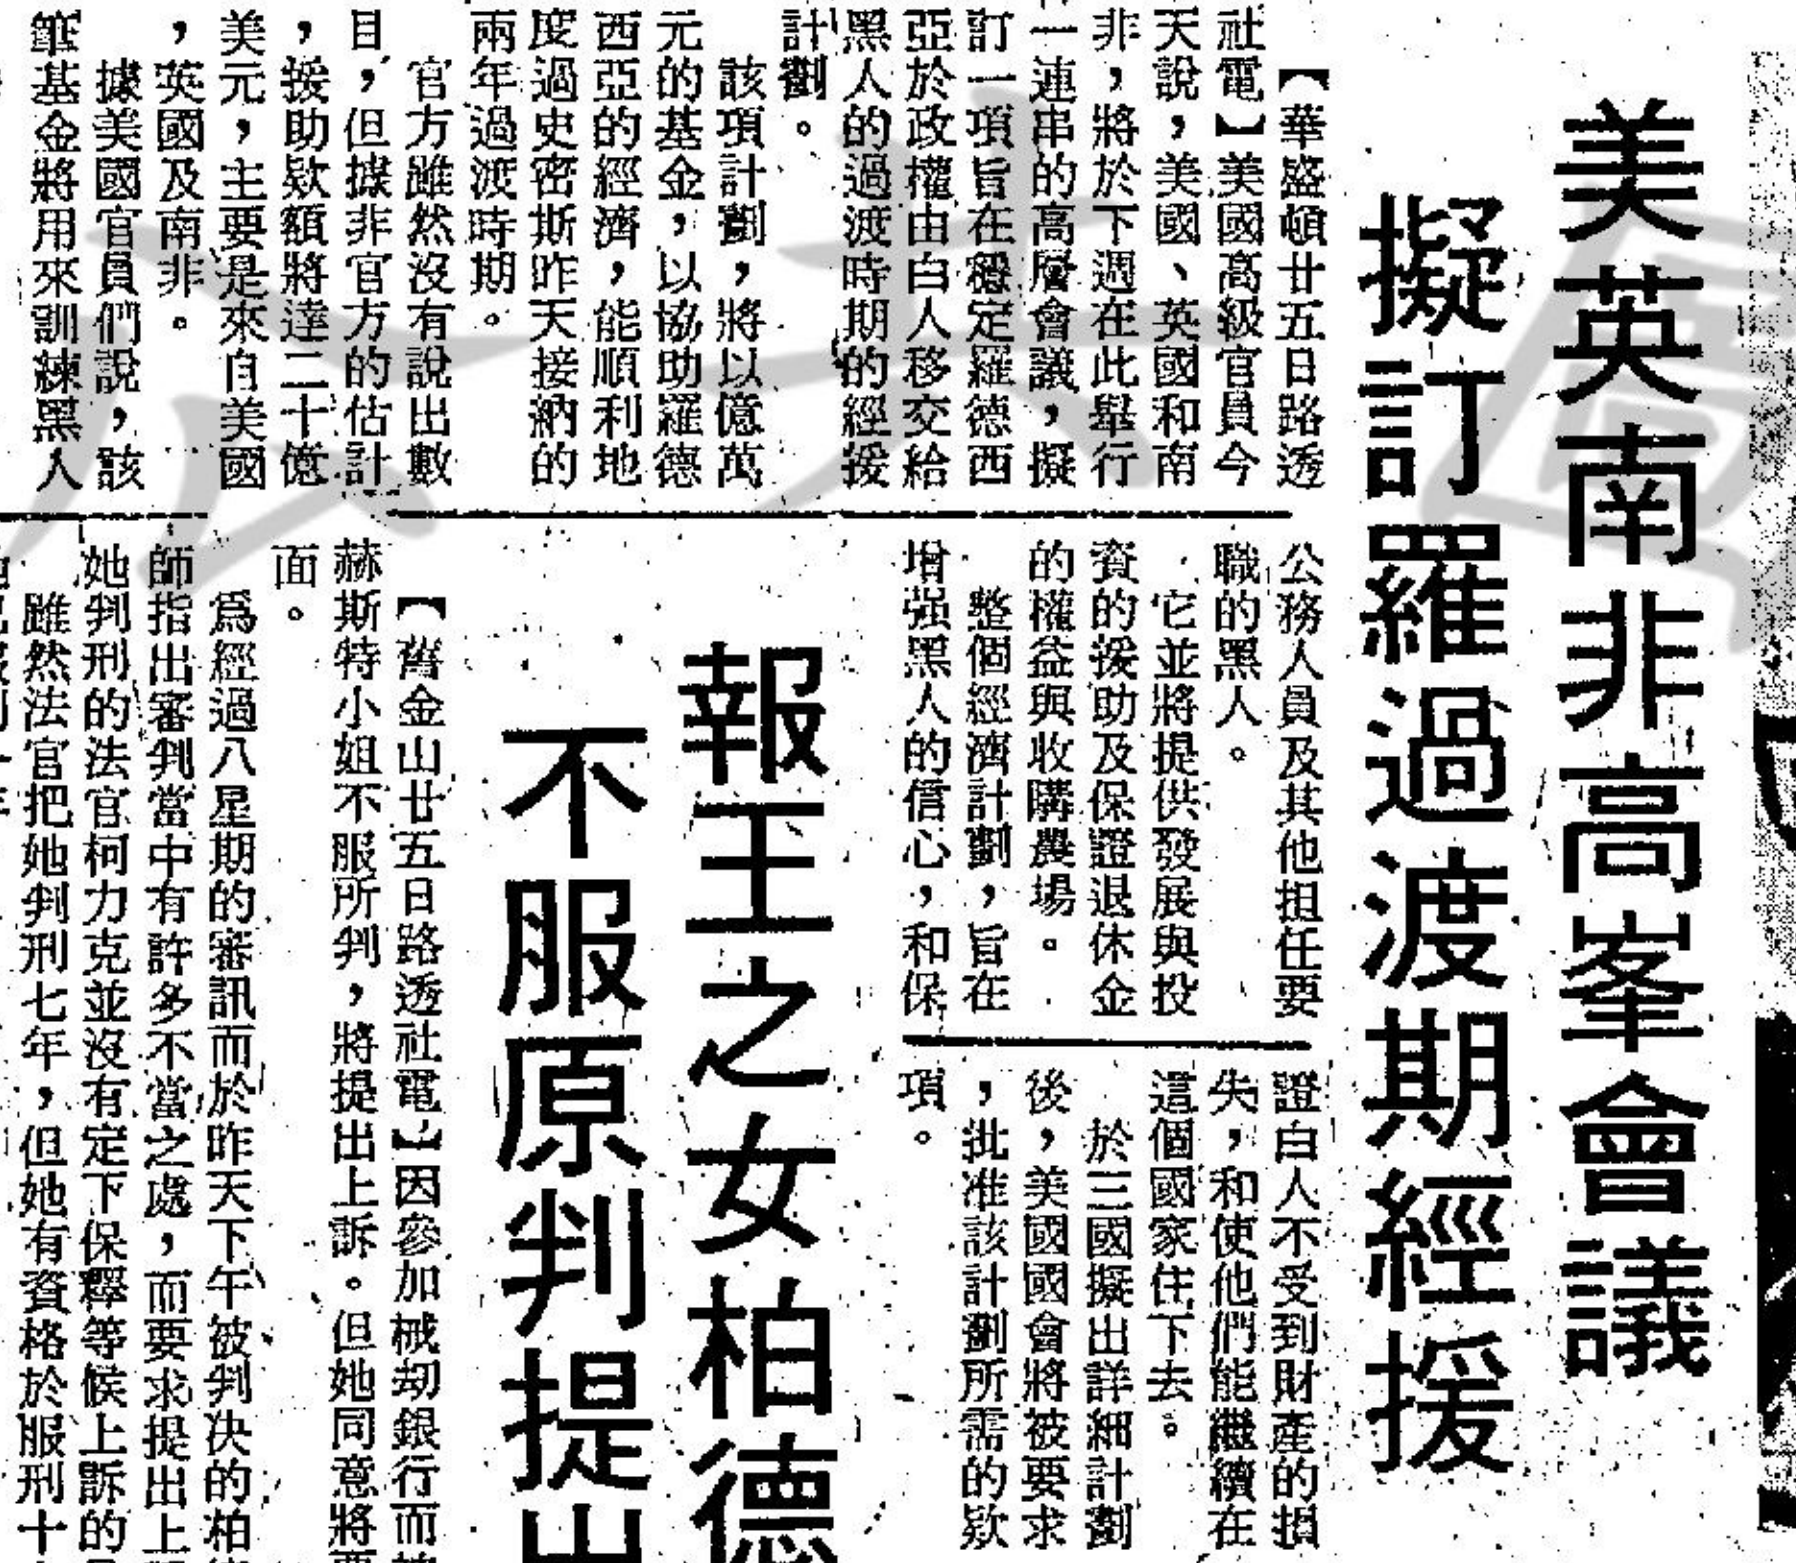 美英南非高峯會議
擬訂羅過渡期經援
【華盛頓廿五日路透
社電】美國高級官員今
天說，美國、英國和南
非，將於下週在此舉行
一連串的高層會議，擬
訂一項旨在穩定羅德西
亞於政權由白人移交給
黑人的過渡時期的經援
計劃。
該項計劃，將以億萬
元的基金，以協助羅德
西亞的經濟，能順利地
度過史密斯昨天接納的
兩年過渡時期。
官方雖然沒有說出數
目，但據非官方的估計
，援助欵額將達二十億
美元，主要是來自美國
，英國及南非。
據美國官員們說，該
筆基金將用來訓練黑人
公務人員及其他担任要
職的黑人。
它並將提供發展與投
資的援助及保證退休金
的權益與收購農場。
整個經濟計劃，旨在
增强黑人的信心，和保
證白人不受到財產的損
失，和使他們能繼續在
這個國家住下去。
於三國擬出詳細計劃
後，美國國會將被要求
，批准該計劃所需的欵
項。
報王之女柏德
不服原判提出
【舊金山廿五日路透社電】因參加械刧銀行而
赫斯特小姐不服所判，將提出上訴。但她同意將
面。
爲經過八星期的審訊而於昨天下午被判決的柏
師指出審判當中有許多不當之處，而要求提出上
她判刑的法官柯力克並沒有定下保釋等候上訴的
雖然法官把她判刑七年，但她有資格於服刑十
公共圖